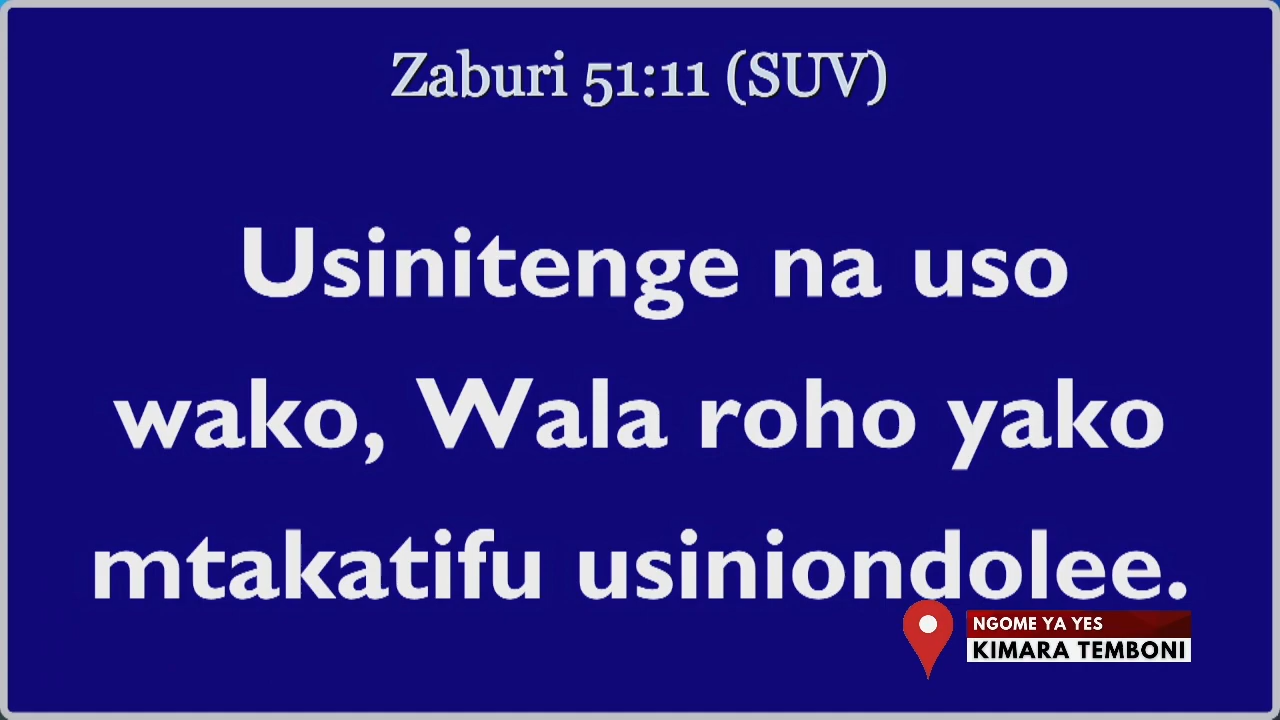 Zaburi 51:11 (SUV)
Usinitenge na uso
wako, Wala roho yako
mtakatifu usiniondolee.
NGOME YA YES
KIMARA TEMBONI